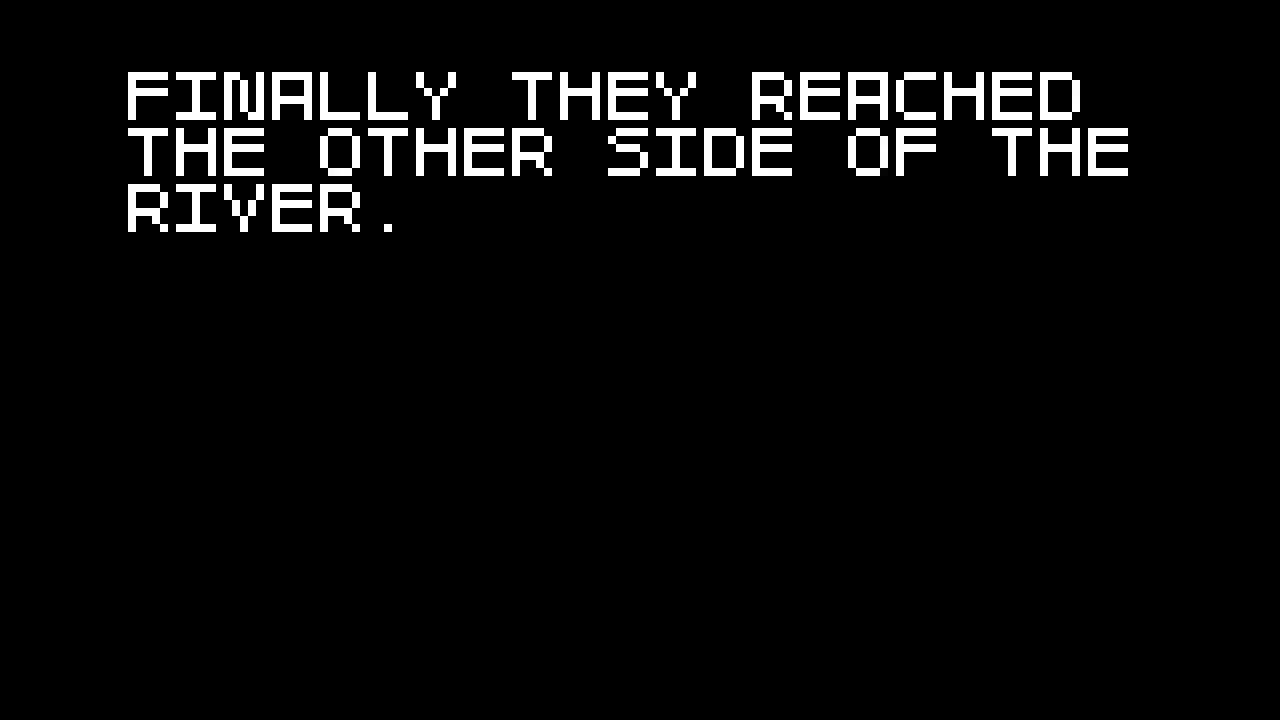 FINALLY THEY REACHED
THE OTHER SIDE OF THE
RIVER.